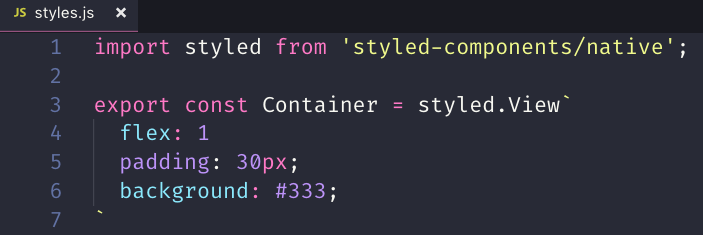 JS styles.js ×
1 import styled from 'styled-components/native';
2
3 export const Container = styled.View`
4 flex: 1
5 padding: 30px;
6 background: #333;
7 `